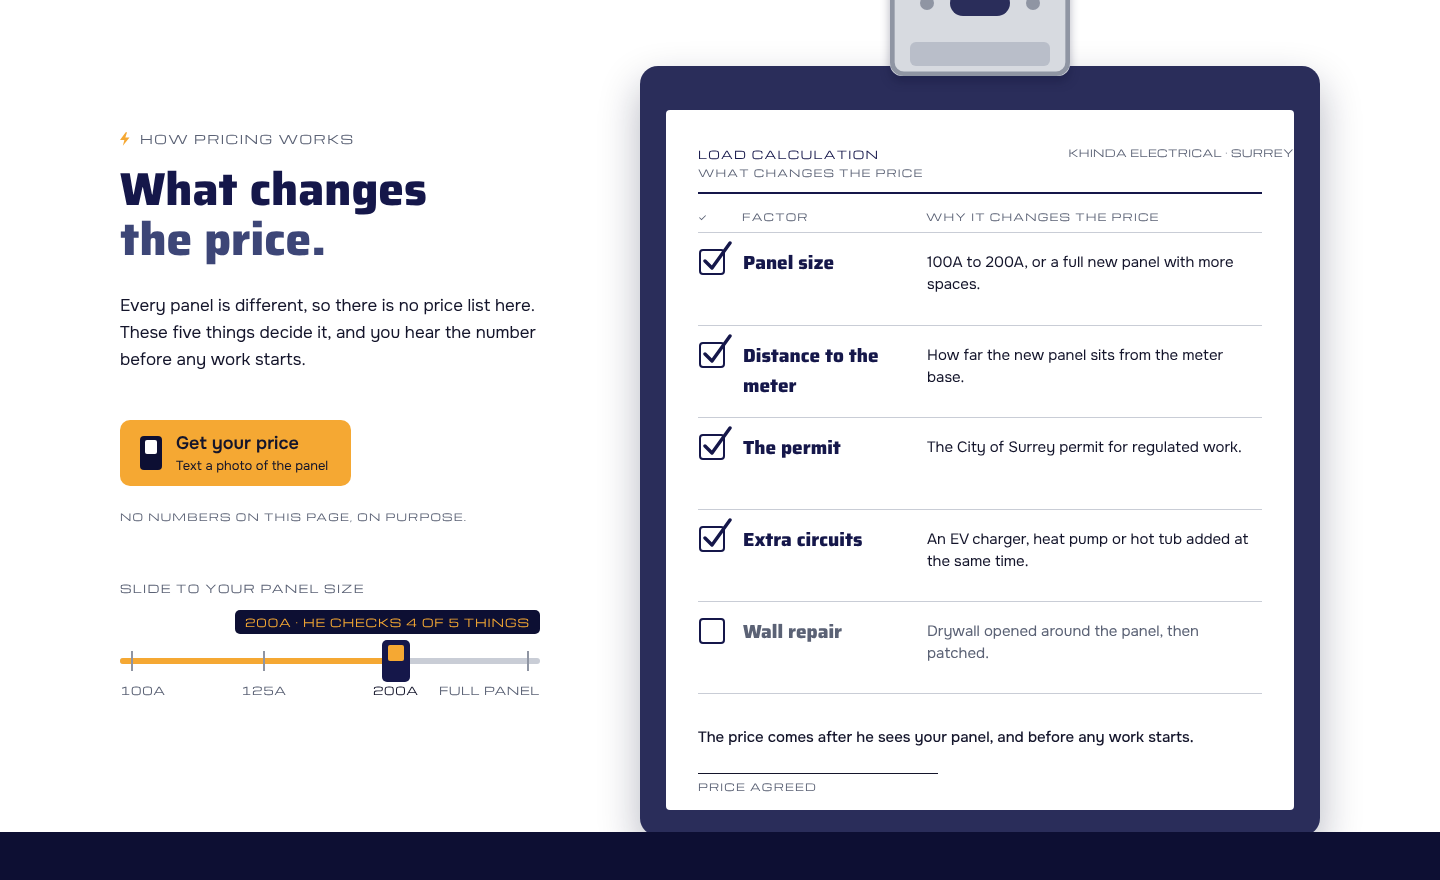 HOW PRICING WORKS
What changes
the price.
Every panel is different, so there is no price list here.
These five things decide it, and you hear the number
before any work starts.
Get your price
Text a photo of the panel
NO NUMBERS ON THIS PAGE, ON PURPOSE.
SLIDE TO YOUR PANEL SIZE
200A · HE CHECKS 4 OF 5 THINGS
100A 125A 200A FULL PANEL
LOAD CALCULATION
WHAT CHANGES THE PRICE
KHINDA ELECTRICAL · SURREY
✓ FACTOR WHY IT CHANGES THE PRICE
Panel size
100A to 200A, or a full new panel with more
spaces.
Distance to the
meter
How far the new panel sits from the meter
base.
The permit
The City of Surrey permit for regulated work.
Extra circuits
An EV charger, heat pump or hot tub added at
the same time.
Wall repair
Drywall opened around the panel, then
patched.
The price comes after he sees your panel, and before any work starts.
PRICE AGREED